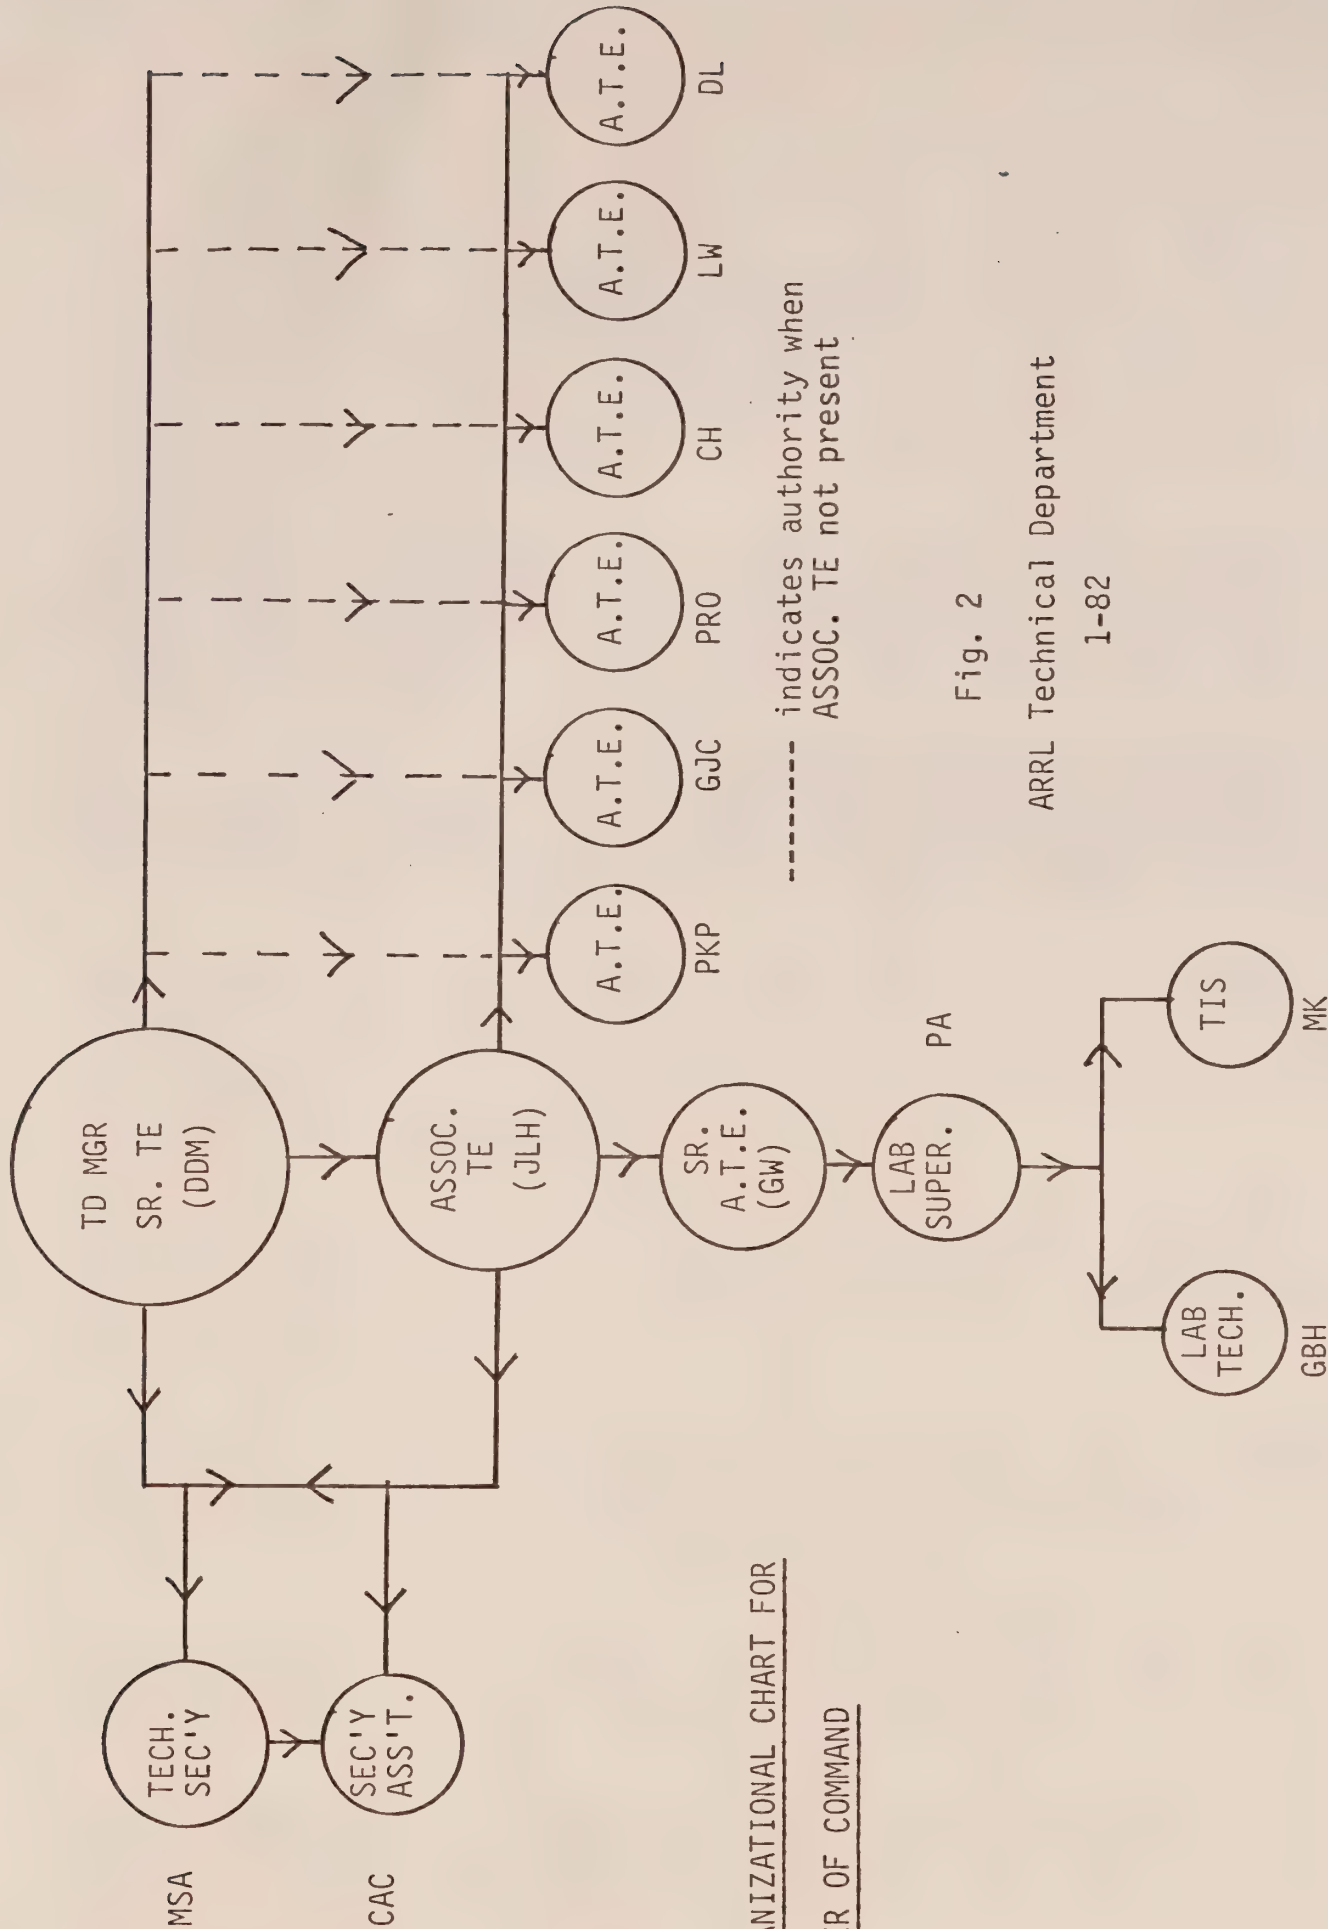 TD MGR
SR. TE
(DDM)
TECH.
SEC'Y
MSA
SEC'Y
ASS'T.
CAC
ASSOC.
TE
(JLH)
A.T.E.
A.T.E.
A.T.E.
A.T.E.
A.T.E.
A.T.E.
PKP
GJC
PRO
CH
LW
DL
SR.
A.T.E.
(GW)
LAB
SUPER.
PA
LAB
TECH.
GBH
TIS
MK
-------- indicates authority when
ASSOC. TE not present
ANIZATIONAL CHART FOR
ER OF COMMAND
Fig. 2
ARRL Technical Department
1-82